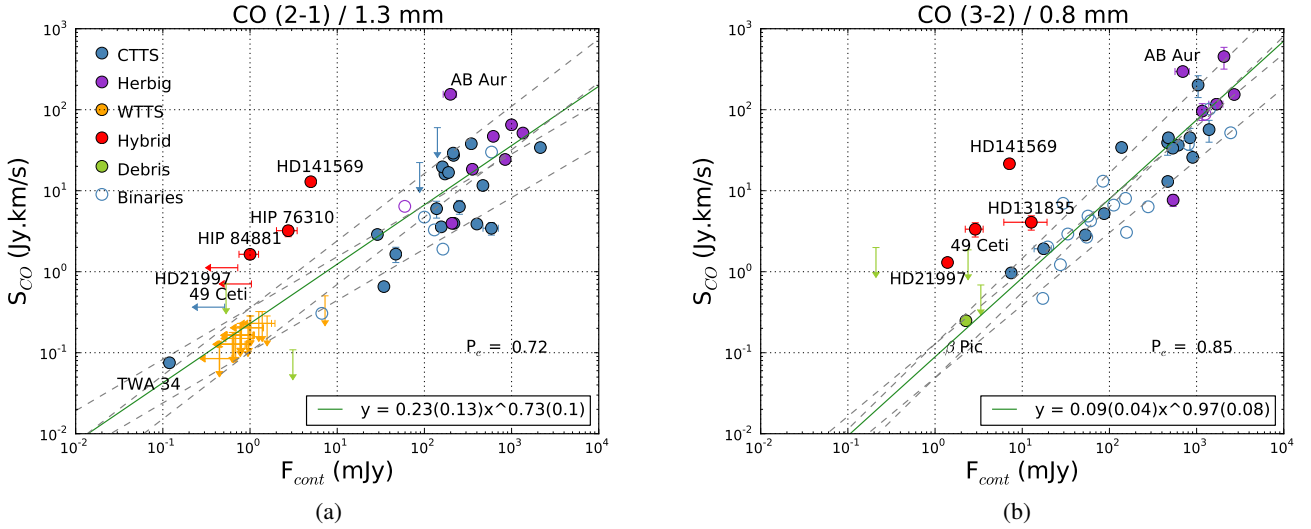 CO (2-1) / 1.3 mm
CTTS
Herbig
WTTS
Hybrid
Debris
Binaries
AB Aur
HD141569
HIP 76310
HIP 84881
HD21997
49 Ceti
TWA 34
P_c = 0.72
y = 0.23(0.13)x^0.73(0.1)
10^3
10^2
10^1
10^0
10^-1
10^-2
S_CO (Jy.km/s)
10^-2 10^-1 10^0 10^1 10^2 10^3 10^4
F_cont (mJy)
(a)
CO (3-2) / 0.8 mm
AB Aur
HD141569
HD131835
49 Ceti
HD21997
β Pic
P_c = 0.85
y = 0.09(0.04)x^0.97(0.08)
10^3
10^2
10^1
10^0
10^-1
10^-2
S_CO (Jy.km/s)
10^-2 10^-1 10^0 10^1 10^2 10^3 10^4
F_cont (mJy)
(b)